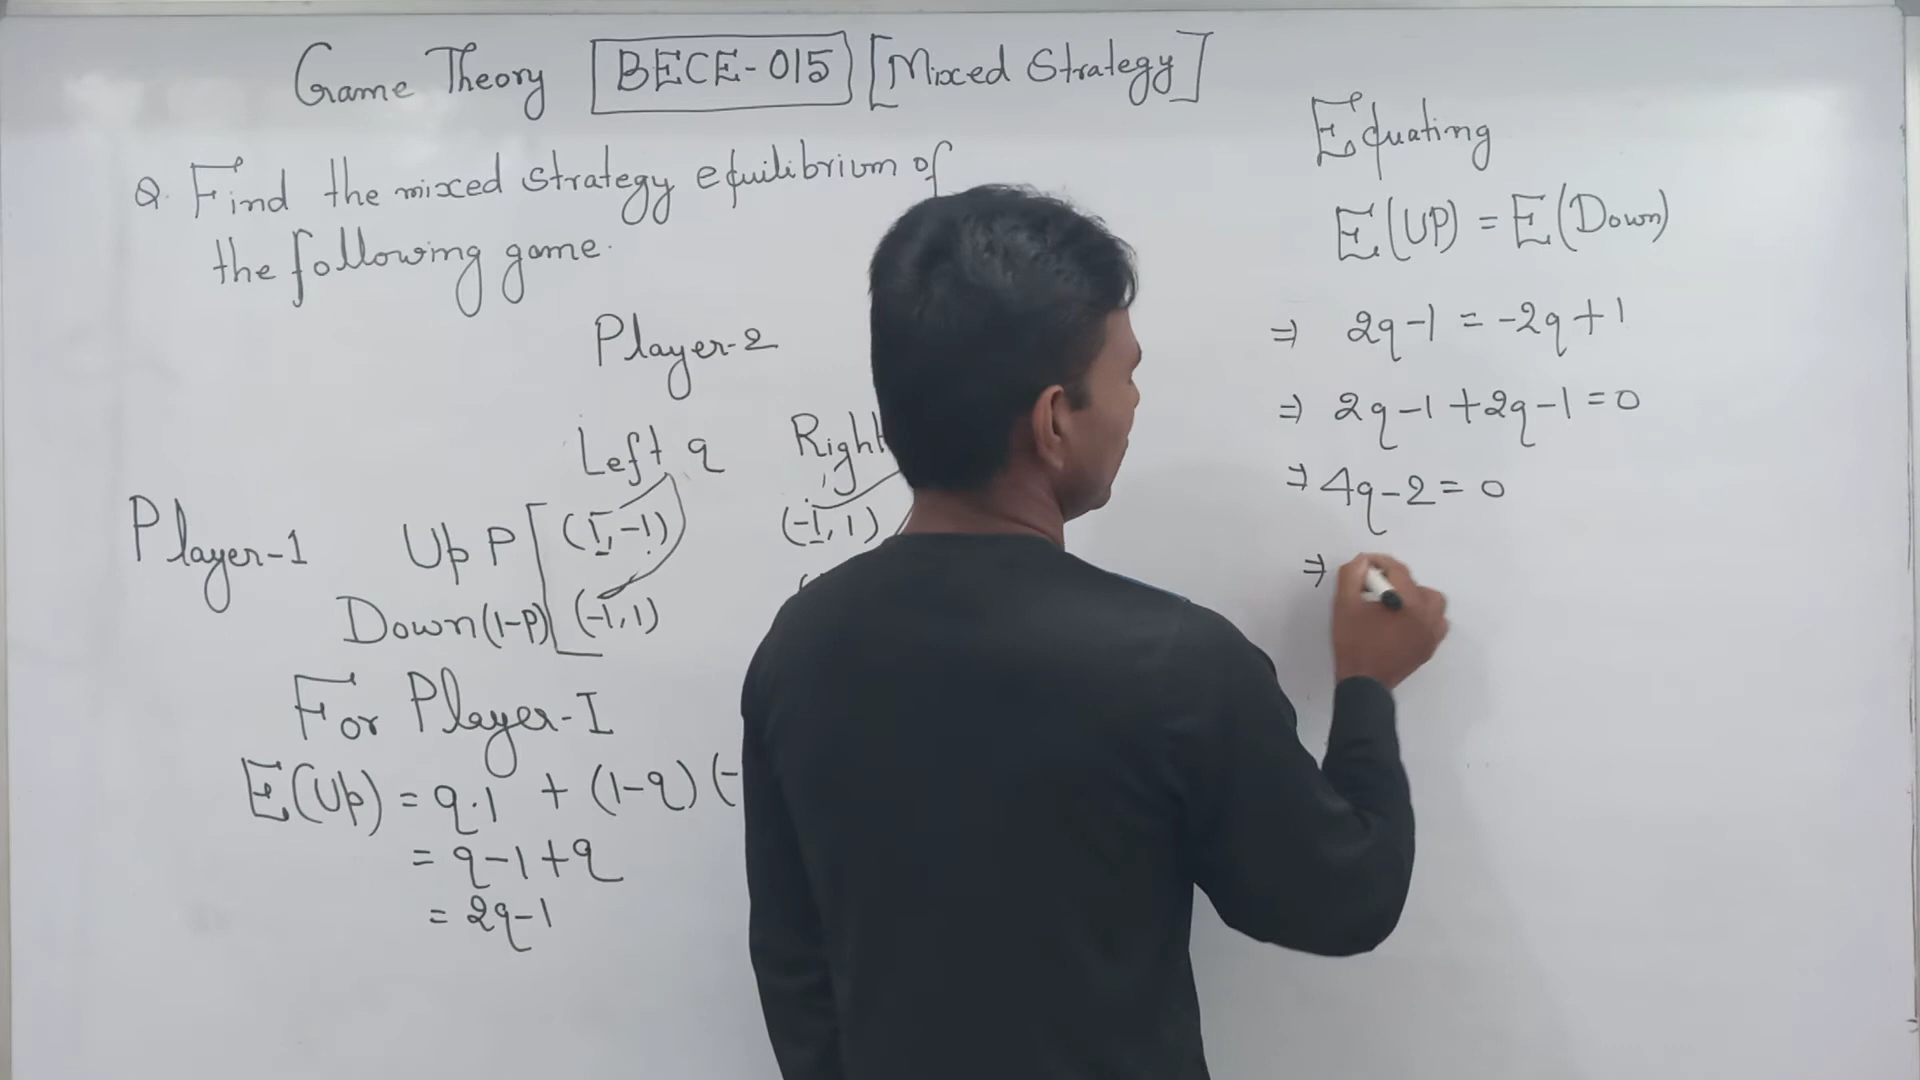 Game Theory BECE-015 [Mixed Strategy]
Q. Find the mixed strategy equilibrium of
the following game.
Player-2
Left q Right
Player-1 Up P (1,-1) (-1,1)
Down (1-P) (-1,1)
For Player-I
E(Up) = q.1 + (1-q)(-
= q-1+q
= 2q-1
Equating
E(UP) = E(Down)
⇒ 2q-1 = -2q+1
⇒ 2q-1+2q-1=0
⇒ 4q-2=0
⇒